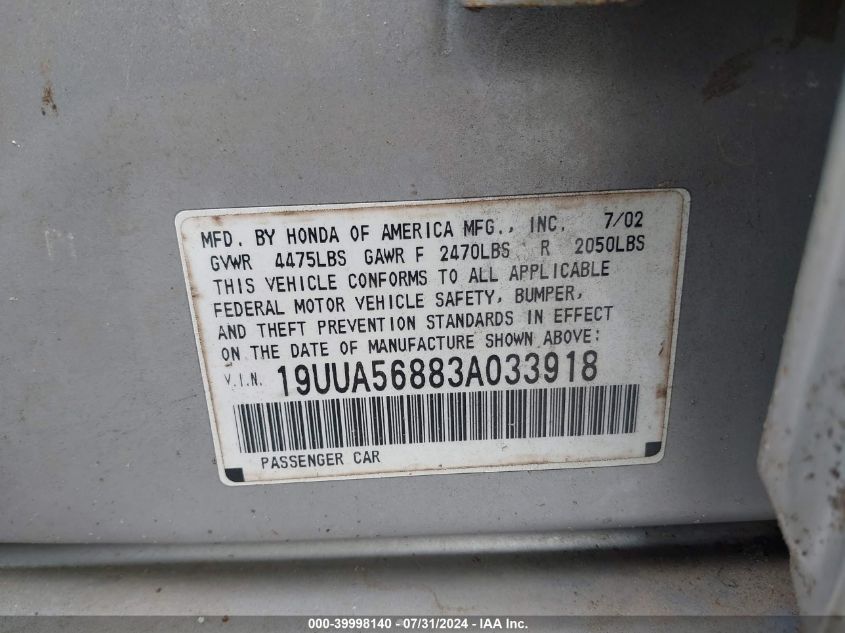 MFD. BY HONDA OF AMERICA MFG., INC. 7/02
GVWR 4475LBS GAWR F 2470LBS R 2050LBS
THIS VEHICLE CONFORMS TO ALL APPLICABLE
FEDERAL MOTOR VEHICLE SAFETY, BUMPER,
AND THEFT PREVENTION STANDARDS IN EFFECT
ON THE DATE OF MANUFACTURE SHOWN ABOVE:
V.I.N. 19UUA56883A033918
PASSENGER CAR
000-39998140 - 07/31/2024 - IAA Inc.